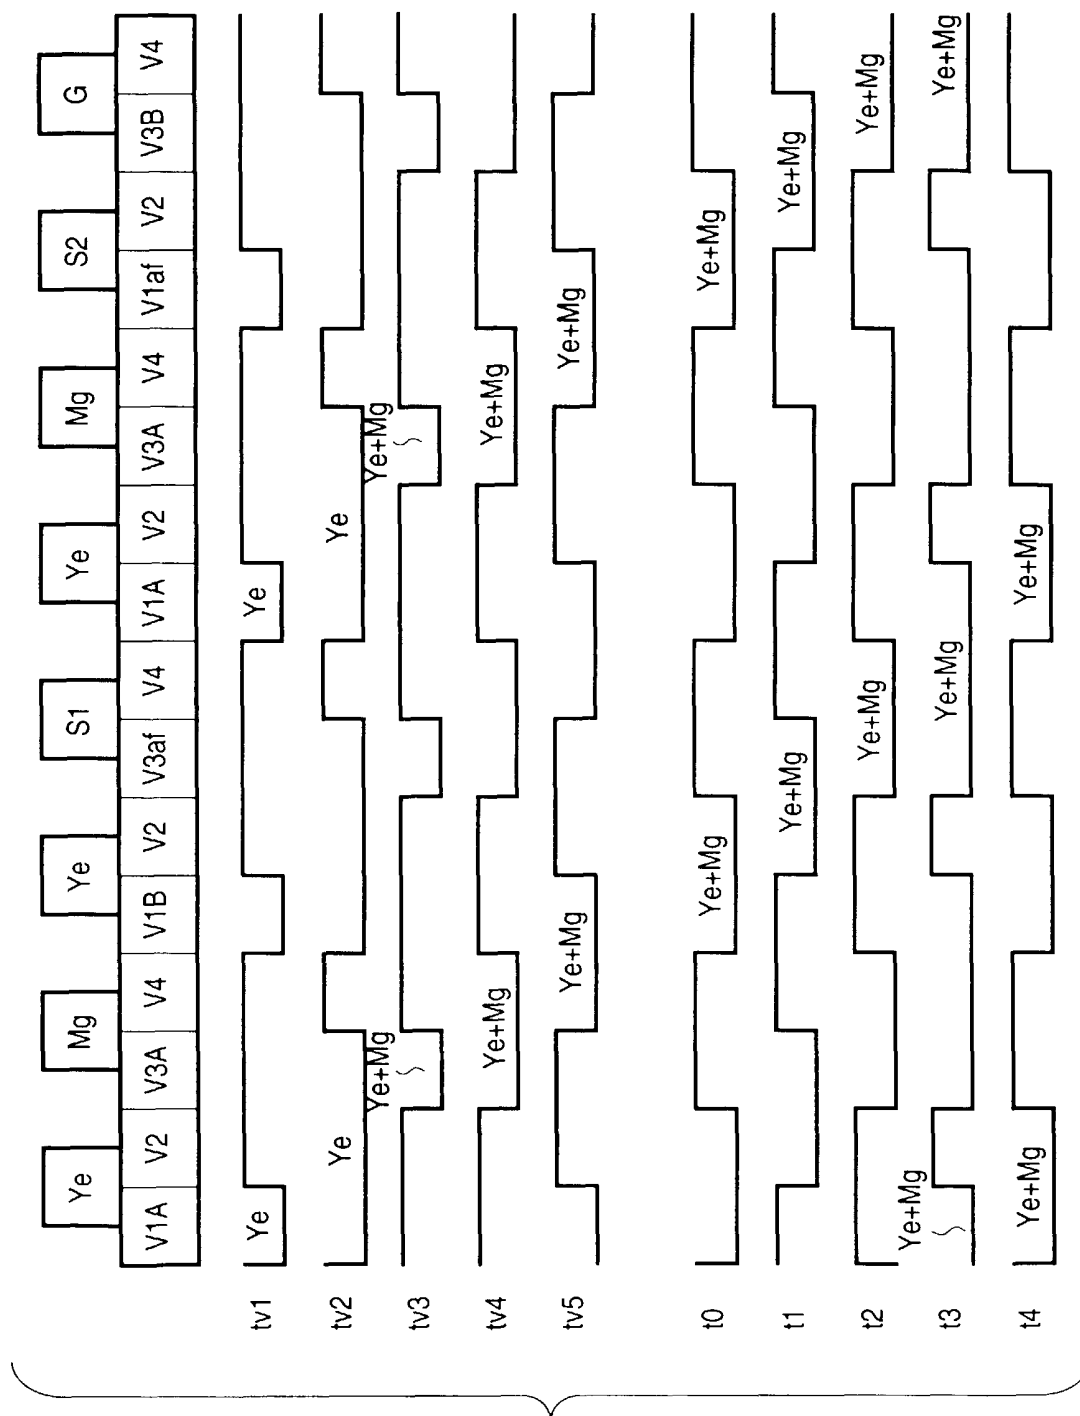 Ye Mg Ye S1 Ye Mg S2 G
V1A V2 V3A V4 V1B V2 V3af V4 V1A V2 V3A V4 V1af V2 V3B V4
tv1 Ye Ye
tv2 Ye Ye
tv3 Ye+Mg Ye+Mg
tv4 Ye+Mg Ye+Mg
tv5 Ye+Mg Ye+Mg
t0 Ye+Mg Ye+Mg
t1 Ye+Mg Ye+Mg
t2 Ye+Mg Ye+Mg
t3 Ye+Mg Ye+Mg Ye+Mg
t4 Ye+Mg Ye+Mg